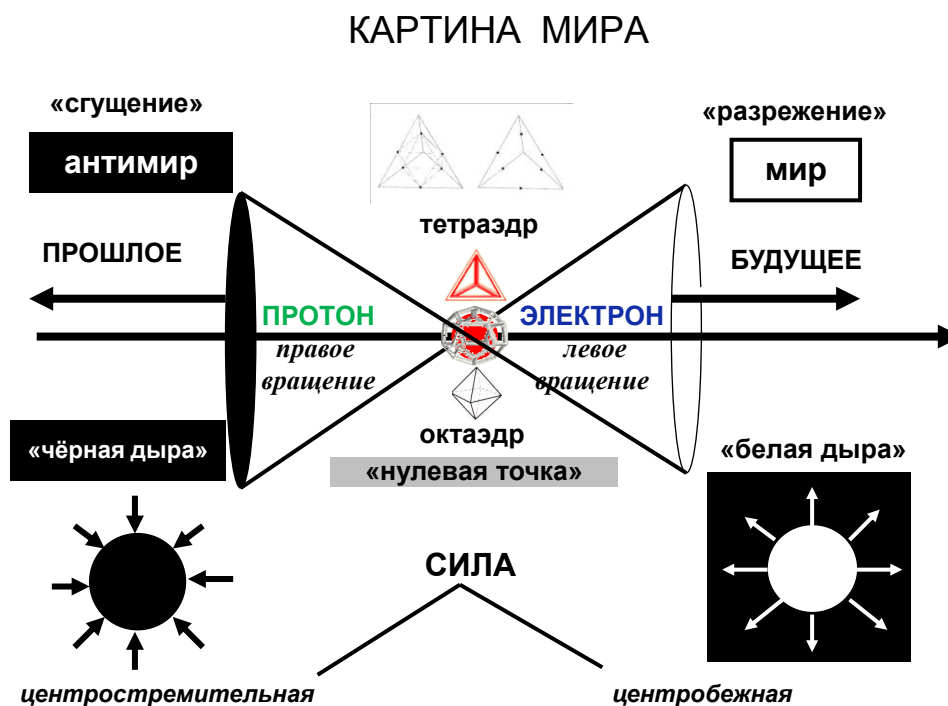 КАРТИНА МИРА
«сгущение»
«разрежение»
антимир
мир
тетраэдр
ПРОШЛОЕ
БУДУЩЕЕ
ПРОТОН
ЭЛЕКТРОН
правое
вращение
левое
вращение
октаэдр
«чёрная дыра»
«нулевая точка»
«белая дыра»
СИЛА
центростремительная
центробежная